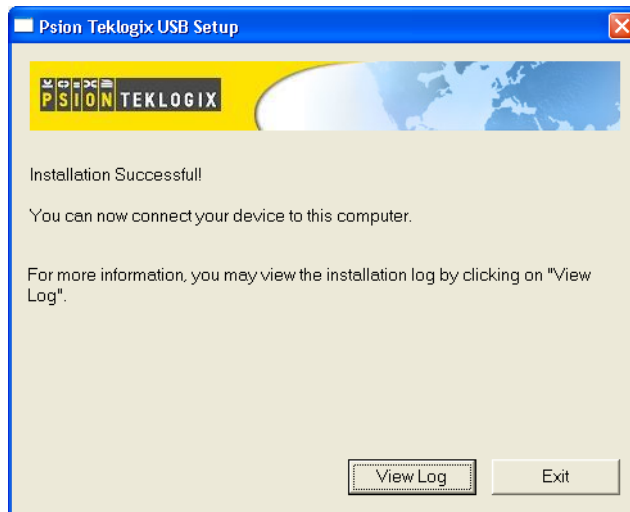 Psion Teklogix USB Setup
PSION TEKLOGIX
Installation Successful!
You can now connect your device to this computer.
For more information, you may view the installation log by clicking on "View
Log".
View Log Exit